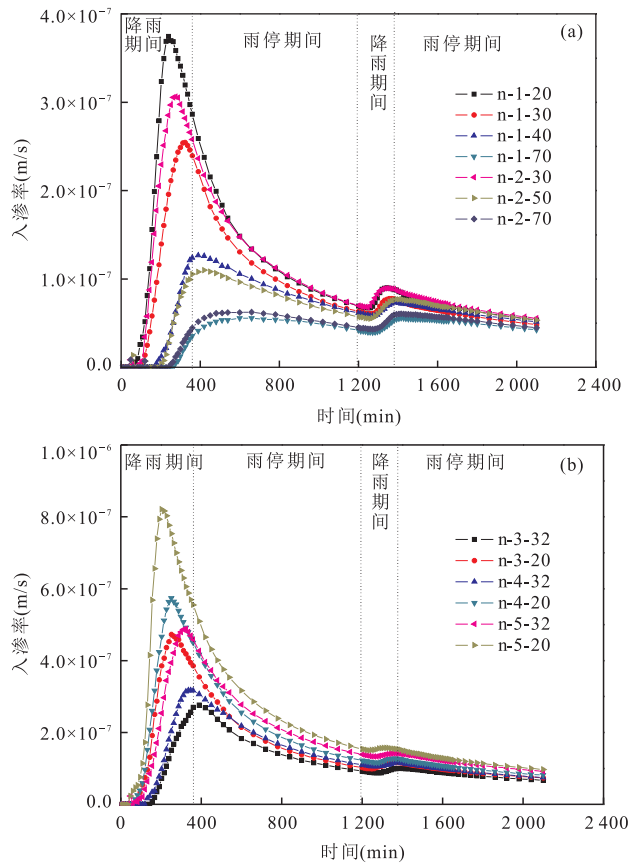 降雨期间
雨停期间
降雨期间
雨停期间
(a)
4.0×10⁻⁷
3.0×10⁻⁷
2.0×10⁻⁷
1.0×10⁻⁷
0.0
入渗率(m/s)
n-1-20
n-1-30
n-1-40
n-1-70
n-2-30
n-2-50
n-2-70
0 400 800 1 200 1 600 2 000 2 400
时间(min)
降雨期间
雨停期间
降雨期间
雨停期间
(b)
1.0×10⁻⁶
8.0×10⁻⁷
6.0×10⁻⁷
4.0×10⁻⁷
2.0×10⁻⁷
0.0
入渗率(m/s)
n-3-32
n-3-20
n-4-32
n-4-20
n-5-32
n-5-20
0 400 800 1 200 1 600 2 000 2 400
时间(min)